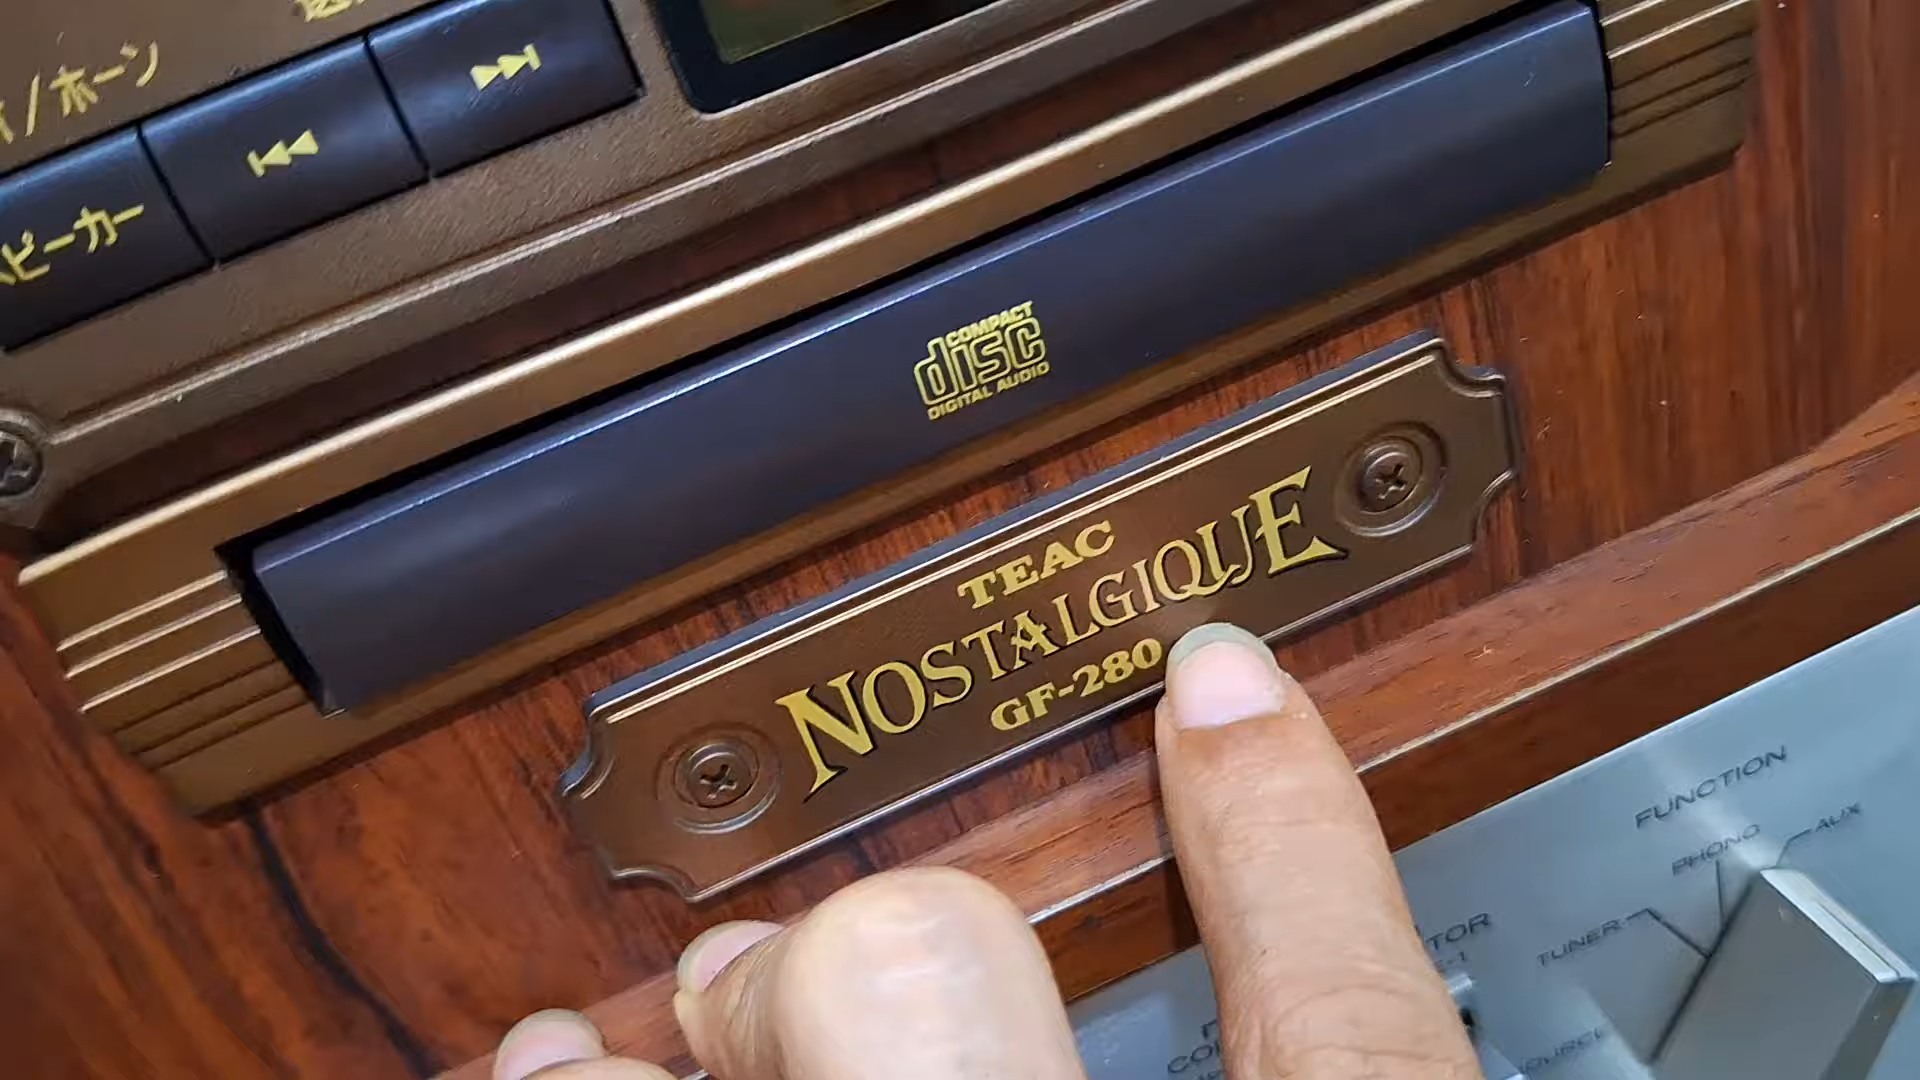 /ホーン
ピーカー
COMPACT
disc
DIGITAL AUDIO
TEAC
NOSTALGIQUE
GF-280
FUNCTION
PHONO
AUX
TUNER